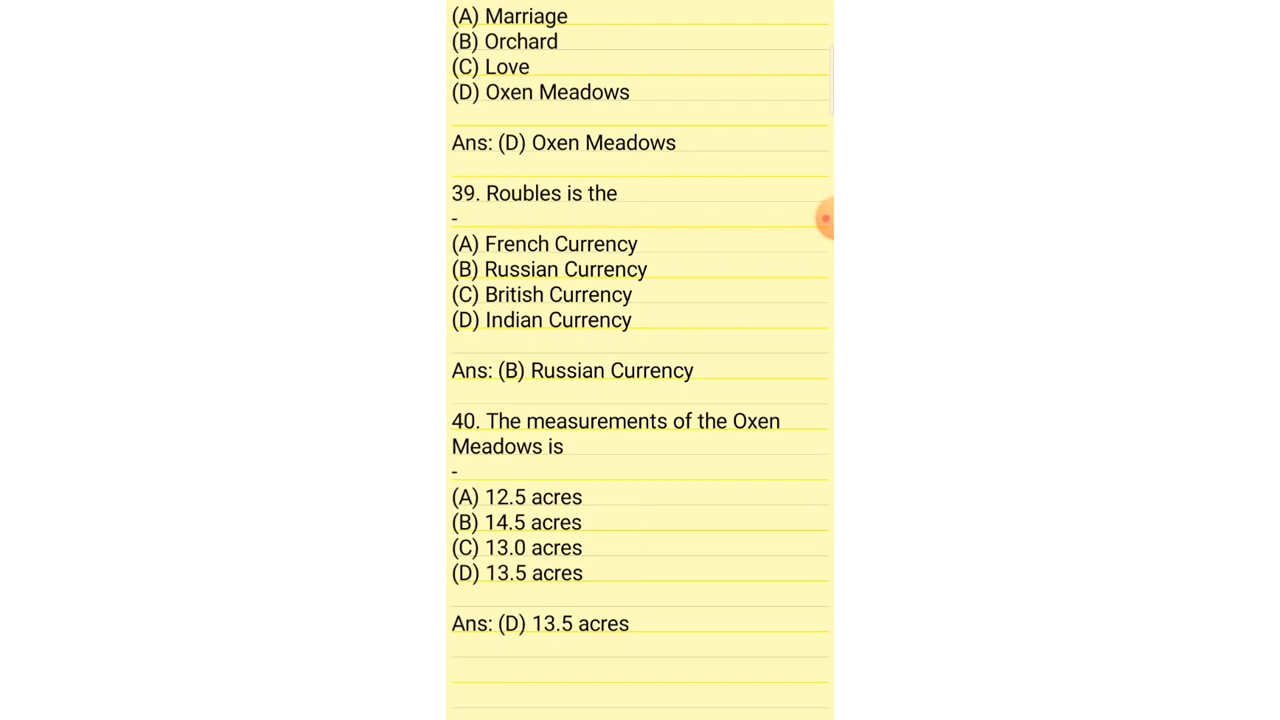 (A) Marriage
(B) Orchard
(C) Love
(D) Oxen Meadows
Ans: (D) Oxen Meadows
39. Roubles is the
-
(A) French Currency
(B) Russian Currency
(C) British Currency
(D) Indian Currency
Ans: (B) Russian Currency
40. The measurements of the Oxen
Meadows is
-
(A) 12.5 acres
(B) 14.5 acres
(C) 13.0 acres
(D) 13.5 acres
Ans: (D) 13.5 acres